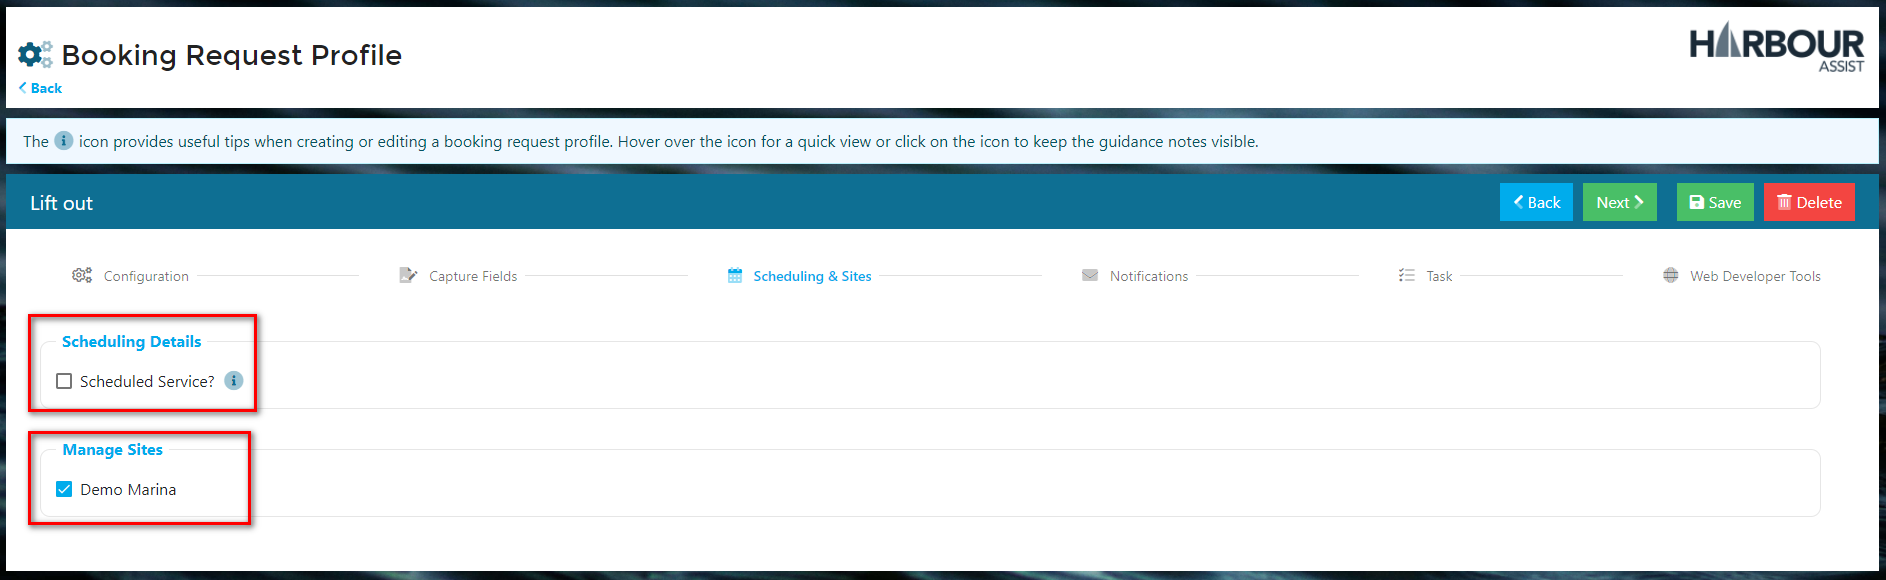 Booking Request Profile
HARBOUR
ASSIST
Back
The i icon provides useful tips when creating or editing a booking request profile. Hover over the icon for a quick view or click on the icon to keep the guidance notes visible.
Lift out
Back
Next
Save
Delete
Configuration
Capture Fields
Scheduling & Sites
Notifications
Task
Web Developer Tools
Scheduling Details
Scheduled Service? i
Manage Sites
Demo Marina